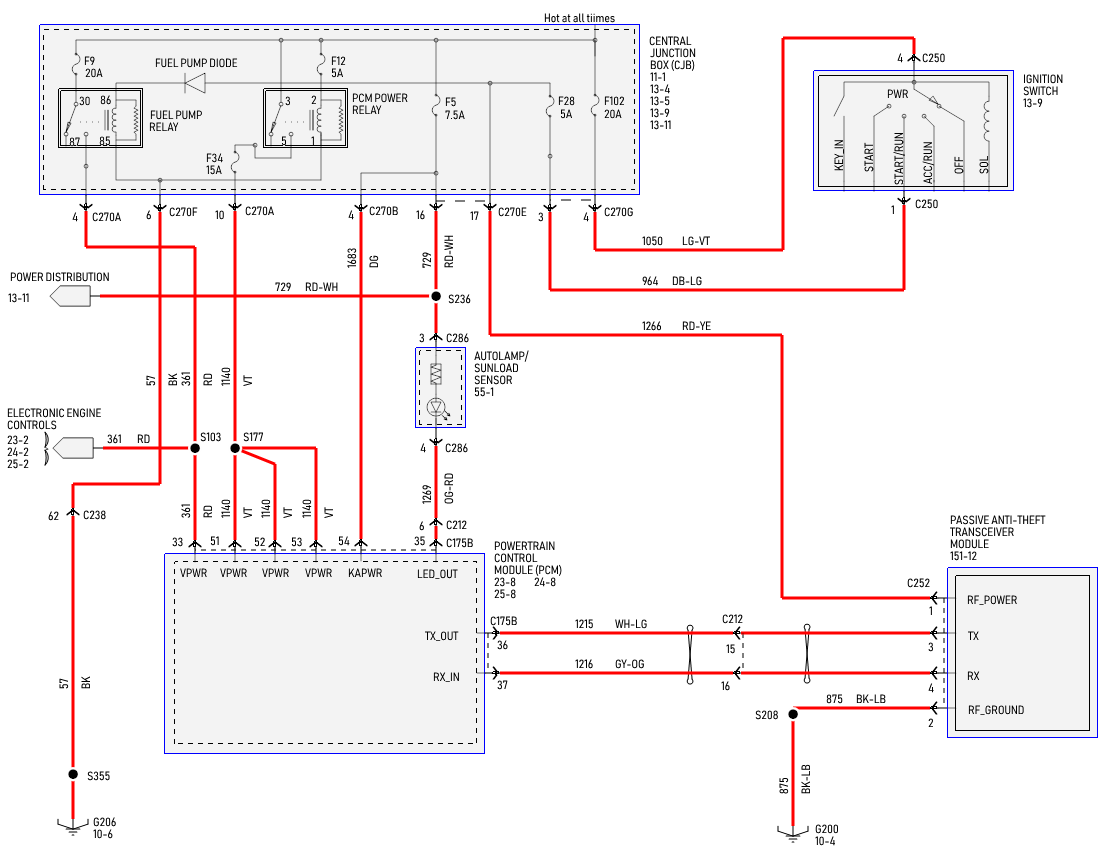 Hot at all tiimes
F9
20A
FUEL PUMP DIODE
F12
5A
CENTRAL
JUNCTION
BOX (CJB)
11-1
13-4
13-5
13-9
13-11
30
86
87
85
FUEL PUMP
RELAY
3
2
5
1
PCM POWER
RELAY
F34
15A
F5
7.5A
F28
5A
F102
20A
4
C250
IGNITION
SWITCH
13-9
PWR
KEY_IN
START
START/RUN
ACC/RUN
OFF
SOL
1
C250
4
C270A
6
C270F
10
C270A
4
C270B
16
17
C270E
3
4
C270G
1050 LG-VT
964 DB-LG
1266 RD-YE
1683
DG
729
RD-WH
POWER DISTRIBUTION
13-11
729 RD-WH
S236
3
C286
AUTOLAMP/
SUNLOAD
SENSOR
55-1
4
C286
57
BK
361
RD
1140
VT
ELECTRONIC ENGINE
CONTROLS
23-2
24-2
25-2
361 RD
S103
S177
1269
OG-RD
361
RD
1140
VT
1140
VT
1140
VT
62
C238
6
C212
33
51
52
53
54
35
C175B
VPWR
VPWR
VPWR
VPWR
KAPWR
LED_OUT
POWERTRAIN
CONTROL
MODULE (PCM)
23-8 24-8
25-8
TX_OUT
RX_IN
C175B
36
37
1215 WH-LG
1216 GY-OG
C212
15
16
PASSIVE ANTI-THEFT
TRANSCEIVER
MODULE
151-12
C252
1
3
4
2
RF_POWER
TX
RX
RF_GROUND
875 BK-LB
S208
875
BK-LB
G200
10-4
57
BK
S355
G206
10-6